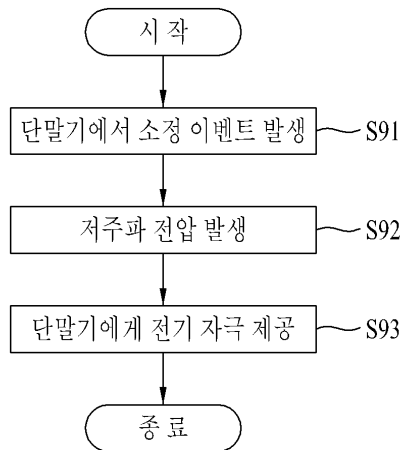 시 작
단말기에서 소정 이벤트 발생 S91
저주파 전압 발생 S92
단말기에게 전기 자극 제공 S93
종 료